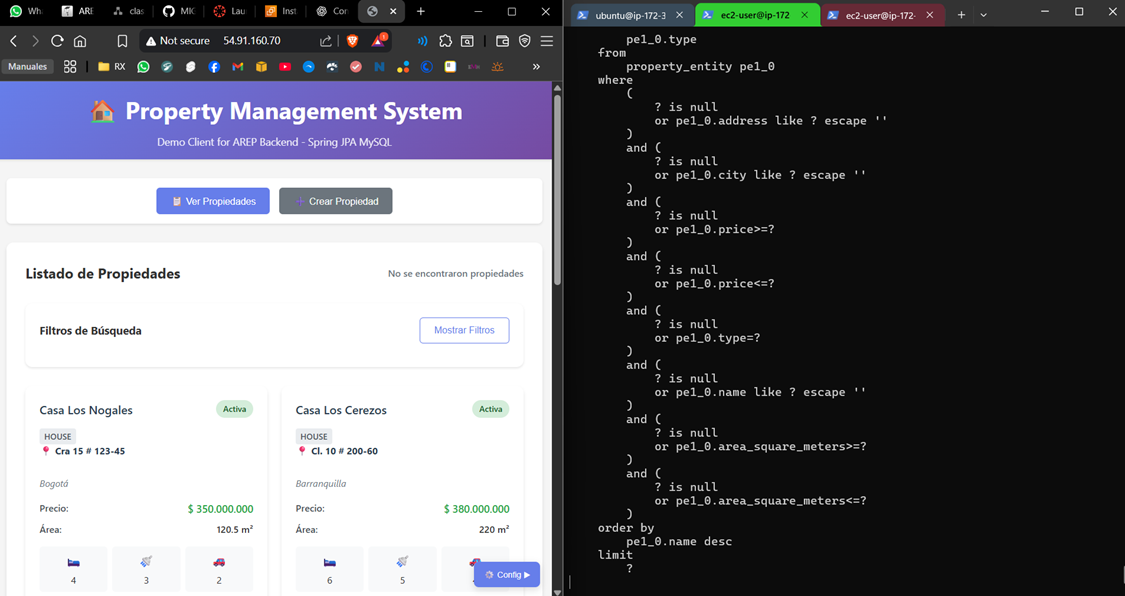 Wh
ARE
clas
MIC
Lau
Inst
Con
Not secure
54.91.160.70
1
Manuales
RX
Property Management System
Demo Client for AREP Backend - Spring JPA MySQL
Ver Propiedades
Crear Propiedad
Listado de Propiedades
No se encontraron propiedades
Filtros de Búsqueda
Mostrar Filtros
Casa Los Nogales
Activa
HOUSE
Cra 15 # 123-45
Bogotá
Precio:
$ 350.000.000
Área:
120.5 m²
4
3
2
Casa Los Cerezos
Activa
HOUSE
Cl. 10 # 200-60
Barranquilla
Precio:
$ 380.000.000
Área:
220 m²
6
5
Config ▶
ubuntu@ip-172-3
ec2-user@ip-172
ec2-user@ip-172-
pe1_0.type
from
property_entity pe1_0
where
(
? is null
or pe1_0.address like ? escape ''
)
and (
? is null
or pe1_0.city like ? escape ''
)
and (
? is null
or pe1_0.price>=?
)
and (
? is null
or pe1_0.price<=?
)
and (
? is null
or pe1_0.type=?
)
and (
? is null
or pe1_0.name like ? escape ''
)
and (
? is null
or pe1_0.area_square_meters>=?
)
and (
? is null
or pe1_0.area_square_meters<=?
)
order by
pe1_0.name desc
limit
?